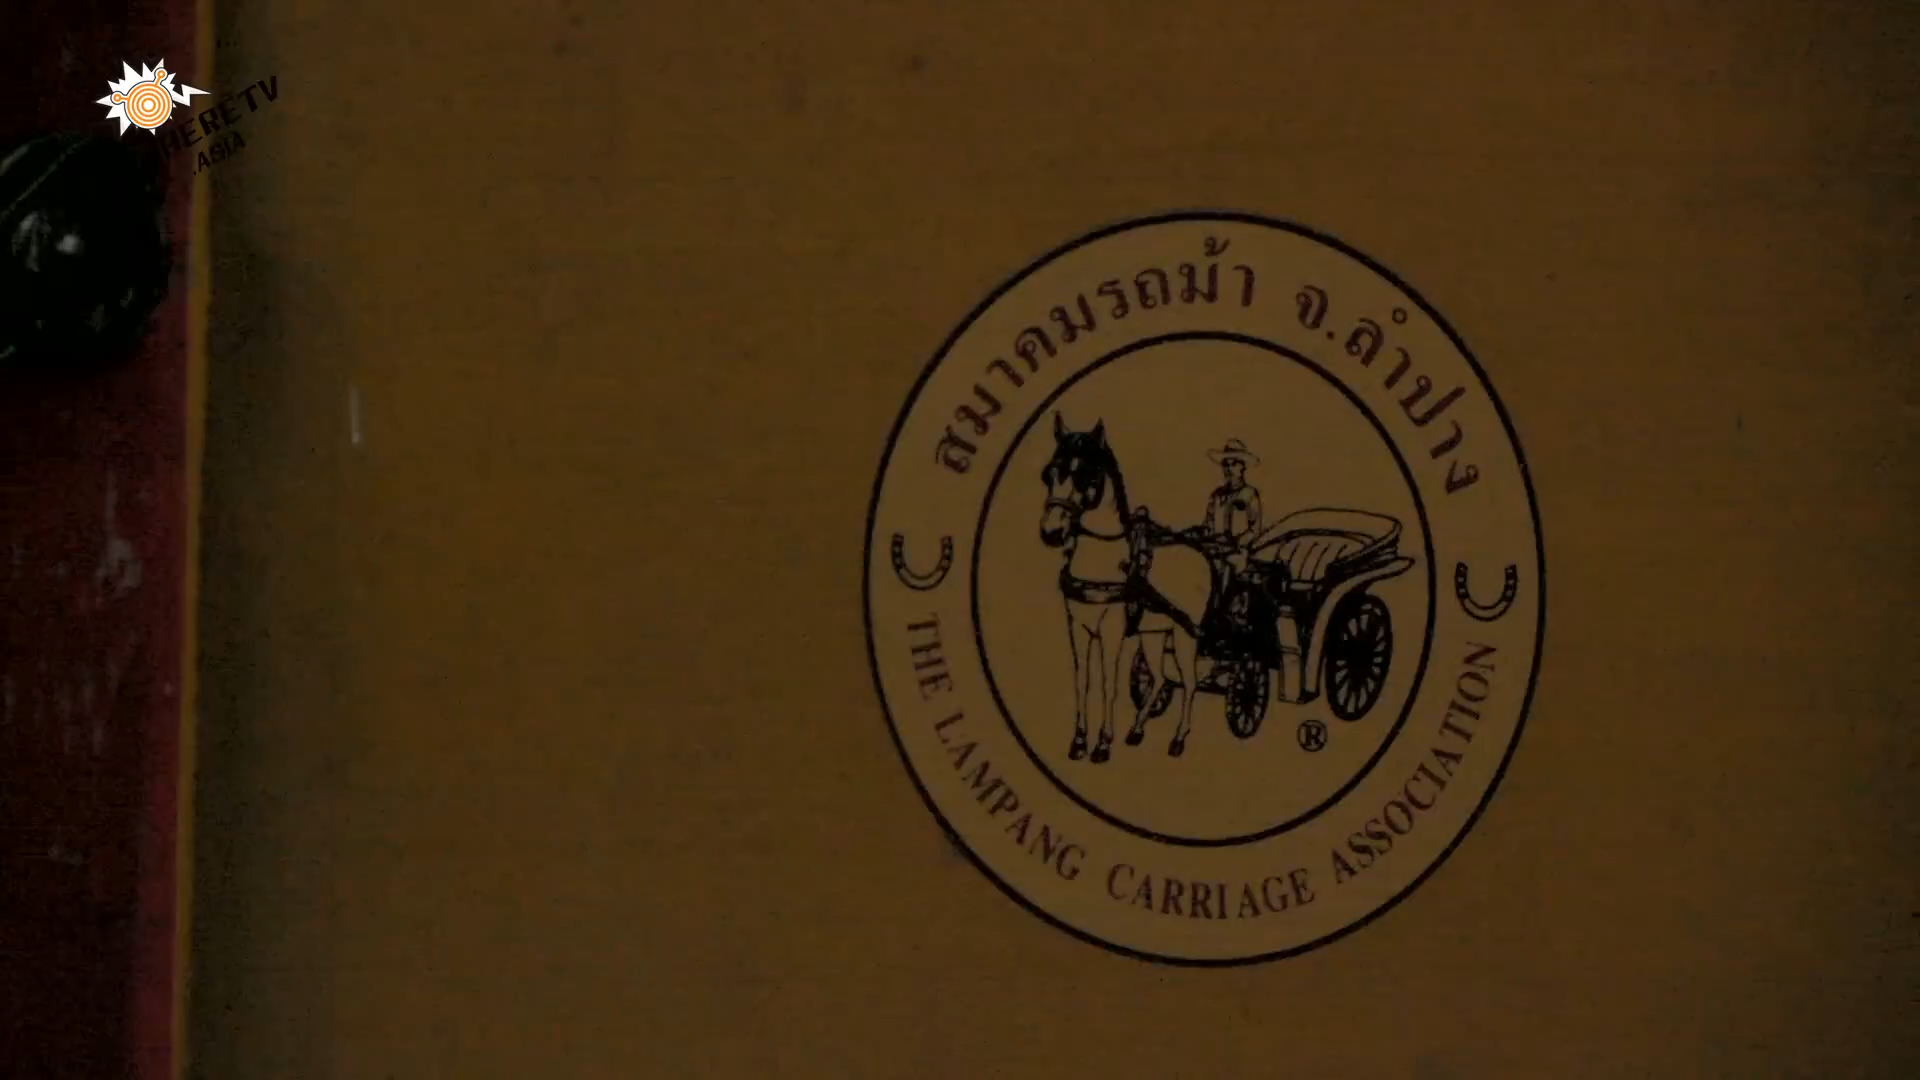 HERETV
.ASIA
สมาคมรถม้า จ.ลำปาง
®
THE LAMPANG CARRIAGE ASSOCIATION